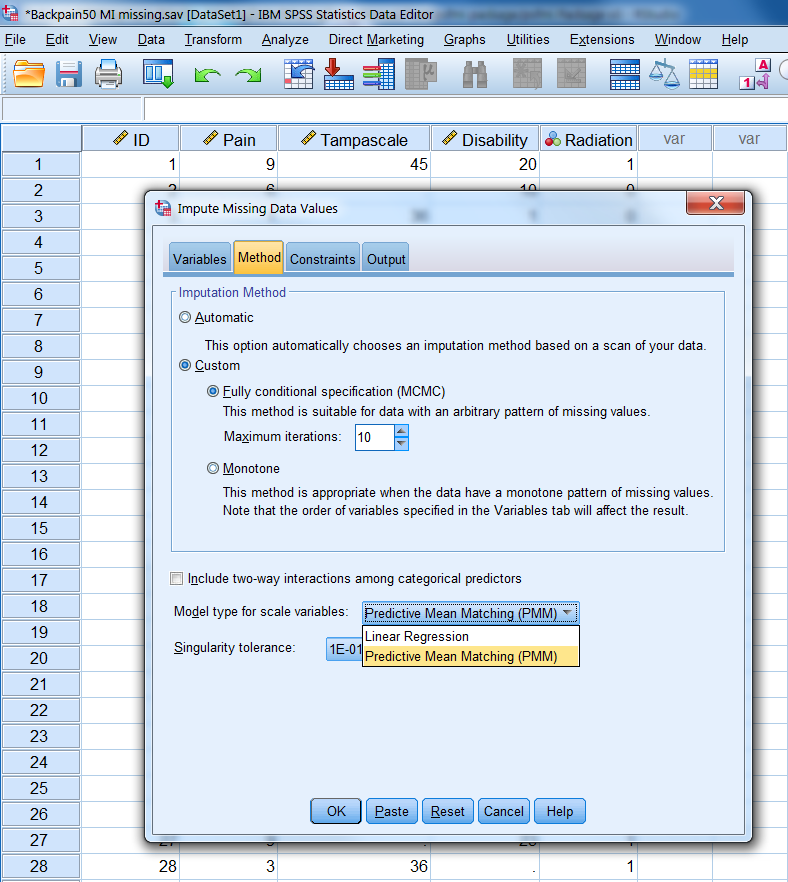 *Backpain50 MI missing.sav [DataSet1] - IBM SPSS Statistics Data Editor
File Edit View Data Transform Analyze Direct Marketing Graphs Utilities Extensions Window Help
A
1
ID Pain Tampascale Disability Radiation var var
1 1 9 45 20 1
2
3
Impute Missing Data Values
4
Variables Method Constraints Output
5
6
Imputation Method
7
Automatic
8
This option automatically chooses an imputation method based on a scan of your data.
9
Custom
10
Fully conditional specification (MCMC)
This method is suitable for data with an arbitrary pattern of missing values.
11
Maximum iterations: 10
12
13
Monotone
14
This method is appropriate when the data have a monotone pattern of missing values.
Note that the order of variables specified in the Variables tab will affect the result.
15
16
17
Include two-way interactions among categorical predictors
18
Model type for scale variables: Predictive Mean Matching (PMM)
19
Linear Regression
Singularity tolerance: 1E-01
20
Predictive Mean Matching (PMM)
21
22
23
24
25
26
OK Paste Reset Cancel Help
27
28 28 3 36 . 1